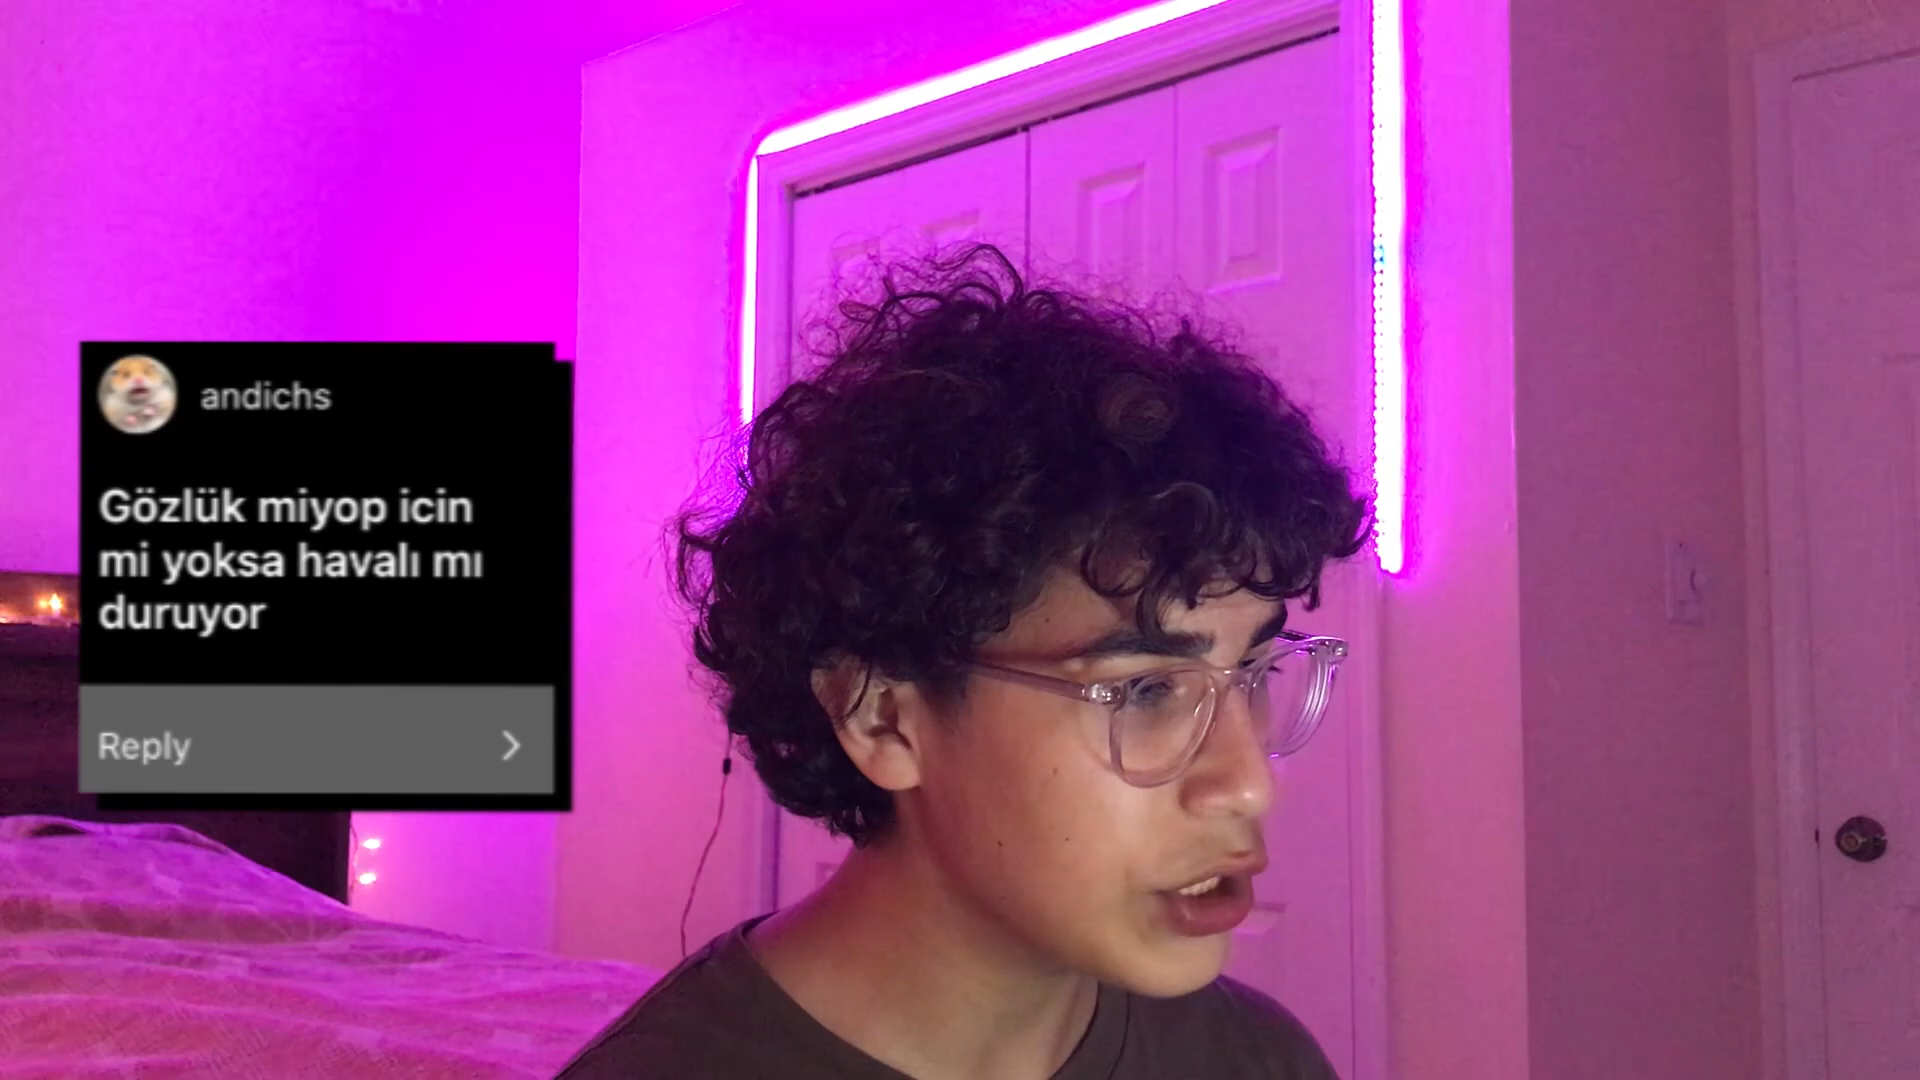 andichs
Gözlük miyop icin
mi yoksa havalı mı
duruyor
Reply